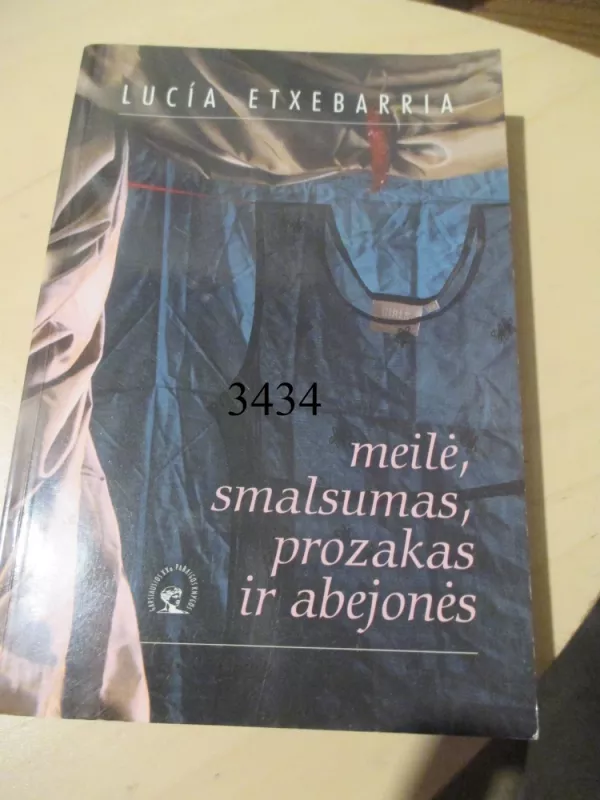 LUCÍA ETXEBARRIA
3434
meilė,
smalsumas,
prozakas
ir abejonės